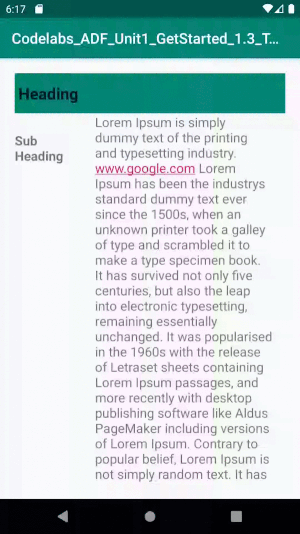 6:17
Codelabs_ADF_Unit1_GetStarted_1.3_T...
Heading
Sub
Heading
Lorem Ipsum is simply
dummy text of the printing
and typesetting industry.
www.google.com Lorem
Ipsum has been the industrys
standard dummy text ever
since the 1500s, when an
unknown printer took a galley
of type and scrambled it to
make a type specimen book.
It has survived not only five
centuries, but also the leap
into electronic typesetting,
remaining essentially
unchanged. It was popularised
in the 1960s with the release
of Letraset sheets containing
Lorem Ipsum passages, and
more recently with desktop
publishing software like Aldus
PageMaker including versions
of Lorem Ipsum. Contrary to
popular belief, Lorem Ipsum is
not simply random text. It has